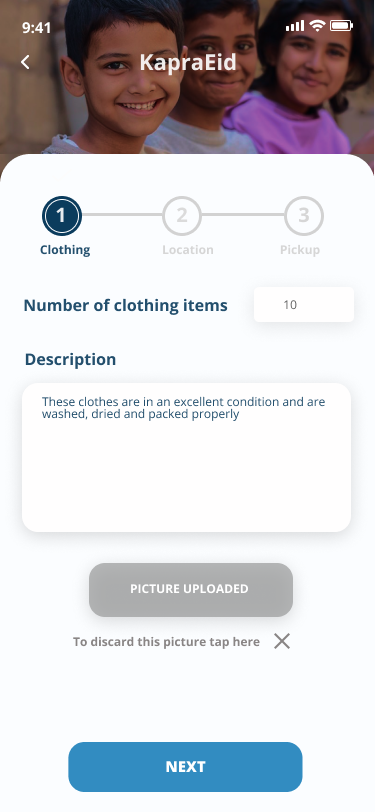 9:41
KapraEid
1
2
3
Clothing
Location
Pickup
Number of clothing items
10
Description
These clothes are in an excellent condition and are
washed, dried and packed properly
PICTURE UPLOADED
To discard this picture tap here
NEXT